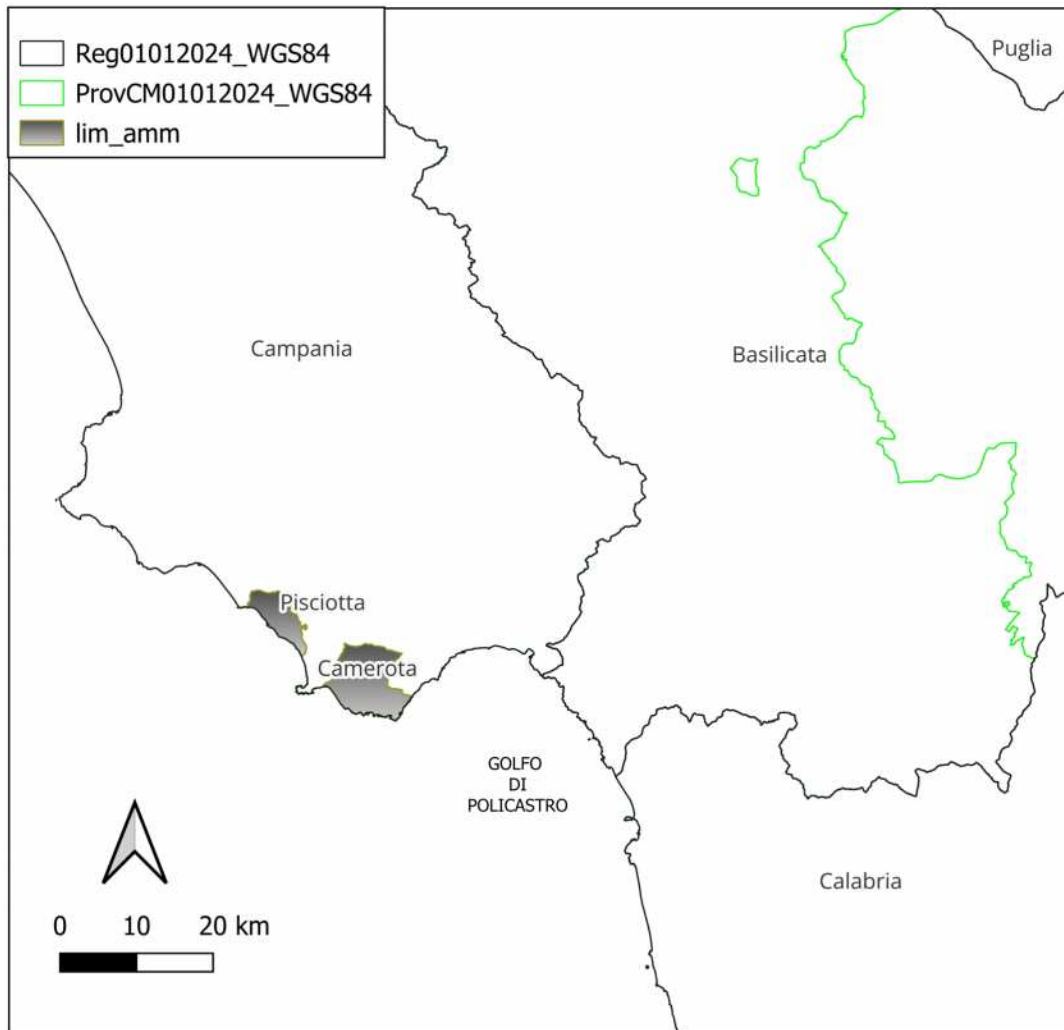 Reg01012024_WGS84
ProvCM01012024_WGS84
lim_amm
Puglia
Campania
Basilicata
Pisciotta
Camerota
GOLFO
DI
POLICASTRO
Calabria
0 10 20 km